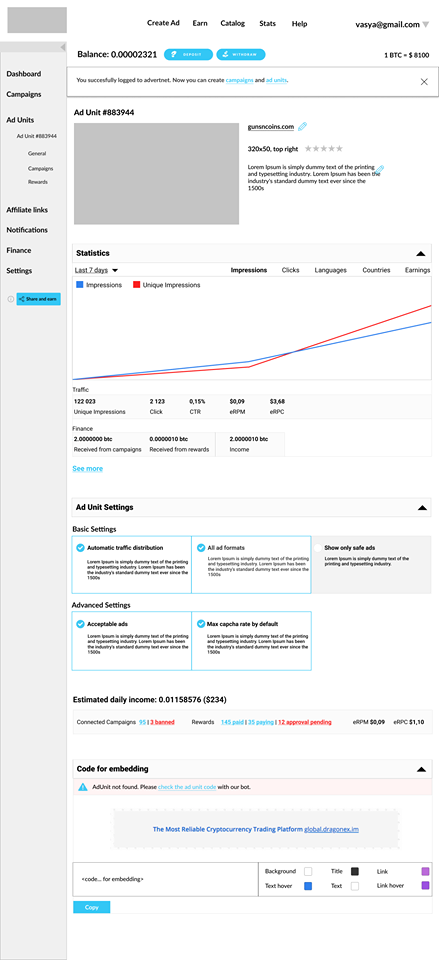 Create Ad Earn Catalog Stats Help vasya@gmail.com
Balance: 0.00002321 DEPOSIT WITHDRAW 1 BTC = $ 8100
You succesfully logged to advertnet. Now you can create campaigns and ad units.
Dashboard
Campaigns
Ad Units
Ad Unit #883944
General
Campaigns
Rewards
Affiliate links
Notifications
Finance
Settings
Share and earn
Ad Unit #883944
gunsncoins.com
320x50, top right
Lorem Ipsum is simply dummy text of the printing
and typesetting industry. Lorem Ipsum has been the
industry's standard dummy text ever since the
1500s
Statistics
Last 7 days Impressions Clicks Languages Countries Earnings
Impressions Unique Impressions
Traffic
122 023 2 123 0,15% $0,09 $3,68
Unique Impressions Click CTR eRPM eRPC
Finance
2.0000000 btc 0.0000010 btc 2.0000010 btc
Received from campaigns Received from rewards Income
See more
Ad Unit Settings
Basic Settings
Automatic traffic distribution
Lorem Ipsum is simply dummy text of the printing
and typesetting industry. Lorem Ipsum has been
the industry's standard dummy text ever since the
1500s
All ad formats
Lorem Ipsum is simply dummy text of the printing
and typesetting industry. Lorem Ipsum has been
the industry's standard dummy text ever since the
1500s
Show only safe ads
Lorem Ipsum is simply dummy text of the
printing and typesetting industry.
Advanced Settings
Acceptable ads
Lorem Ipsum is simply dummy text of the printing
and typesetting industry. Lorem Ipsum has been
the industry's standard dummy text ever since the
1500s
Max capcha rate by default
Lorem Ipsum is simply dummy text of the printing
and typesetting industry. Lorem Ipsum has been
the industry's standard dummy text ever since the
1500s
Estimated daily income: 0.01158576 ($234)
Connected Campaigns 95 | 3 banned Rewards 145 paid | 35 paying | 12 approval pending eRPM $0,09 eRPC $1,10
Code for embedding
AdUnit not found. Please check the ad unit code with our bot.
The Most Reliable Cryptocurrency Trading Platform global.dragonex.im
<code... for embedding>
Background Title Link
Text hover Text Link hover
Copy